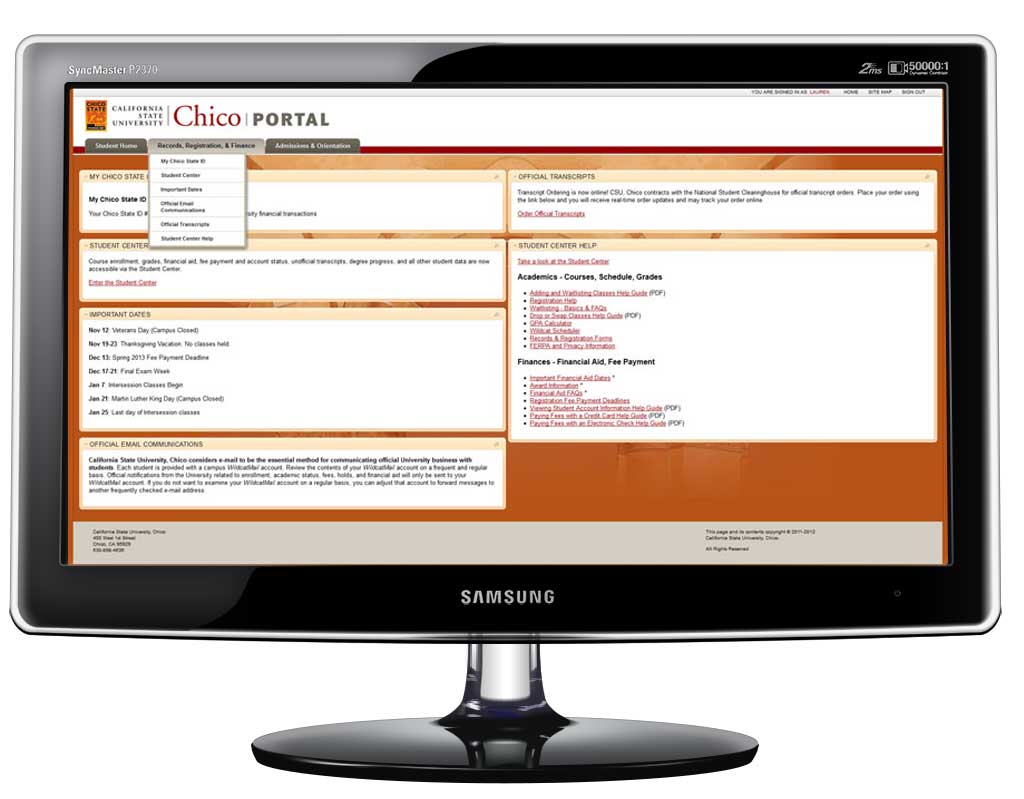 SyncMaster P2370
2ms
50000:1
Dynamic Contrast
YOU ARE SIGNED IN AS LAUREN HOME SITE MAP SIGN OUT
CHICO
STATE
CALIFORNIA
STATE
UNIVERSITY
Chico PORTAL
Student Home Records, Registration, & Finance Admissions & Orientation
My Chico State ID
Student Center
Important Dates
Official Email
Communications
Official Transcripts
Student Center Help
MY CHICO STATE
My Chico State ID
Your Chico State ID # financial transactions
STUDENT CENTER
Course enrollment, grades, financial aid, fee payment and account status, unofficial transcripts, degree progress, and all other student data are now
accessible via the Student Center.
Enter the Student Center
IMPORTANT DATES
Nov 12: Veterans Day (Campus Closed)
Nov 19-23: Thanksgiving Vacation. No classes held.
Dec 13: Spring 2013 Fee Payment Deadline
Dec 17-21: Final Exam Week
Jan 7: Intersession Classes Begin
Jan 21: Martin Luther King Day (Campus Closed)
Jan 25: Last day of Intersession classes
OFFICIAL EMAIL COMMUNICATIONS
California State University, Chico considers e-mail to be the essential method for communicating official University business with
students. Each student is provided with a campus WildcatMail account. Review the contents of your WildcatMail account on a frequent and regular
basis. Official notifications from the University related to enrollment, academic status, fees, holds, and financial aid will only be sent to your
WildcatMail account. If you do not want to examine your WildcatMail account on a regular basis, you can adjust that account to forward messages to
another frequently checked e-mail address.
OFFICIAL TRANSCRIPTS
Transcript Ordering is now online! CSU, Chico contracts with the National Student Clearinghouse for official transcript orders. Place your order using
the link below and you will receive real-time order updates and may track your order online.
Order Official Transcripts
STUDENT CENTER HELP
Take a look at the Student Center
Academics - Courses, Schedule, Grades
Adding and Waitlisting Classes Help Guide (PDF)
Registration Help
Waitlisting - Basics & FAQs
Drop or Swap Classes Help Guide (PDF)
GPA Calculator
Wildcat Scheduler
Records & Registration Forms
FERPA and Privacy Information
Finances - Financial Aid, Fee Payment
Important Financial Aid Dates *
Award Information *
Financial Aid FAQs *
Registration Fee Payment Deadlines
Viewing Student Account Information Help Guide (PDF)
Paying Fees with a Credit Card Help Guide (PDF)
Paying Fees with an Electronic Check Help Guide (PDF)
California State University, Chico
400 West 1st Street
Chico, CA 95929
530-898-4636
This page and its contents copyright © 2011-2012
California State University, Chico.
All Rights Reserved
SAMSUNG